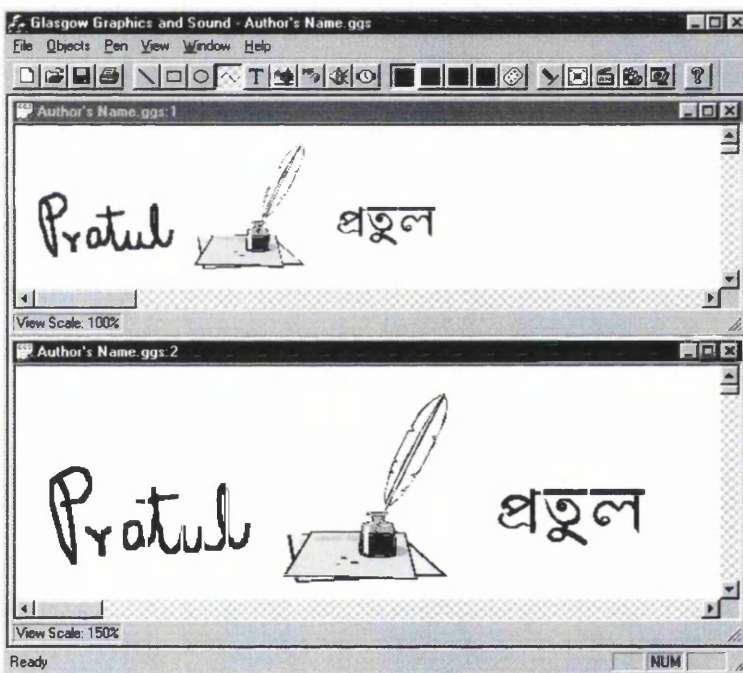 Glasgow Graphics and Sound - Author's Name.ggs
File Objects Pen View Window Help
T ?
Author's Name.ggs:1
Pratul প্রতুল
View Scale: 100%
Author's Name.ggs:2
Pratul প্রতুল
View Scale: 150%
Ready NUM